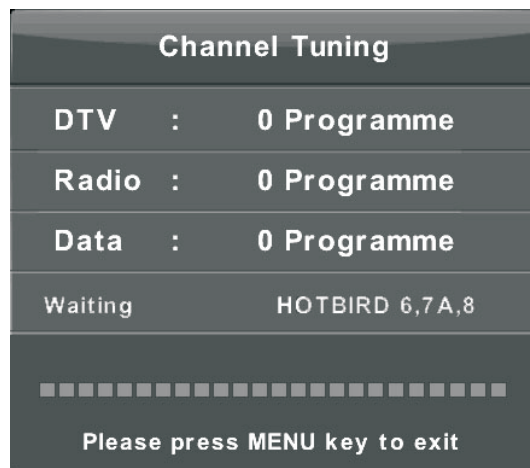 Channel Tuning
DTV : 0 Programme
Radio : 0 Programme
Data : 0 Programme
Waiting HOTBIRD 6,7A,8
Please press MENU key to exit